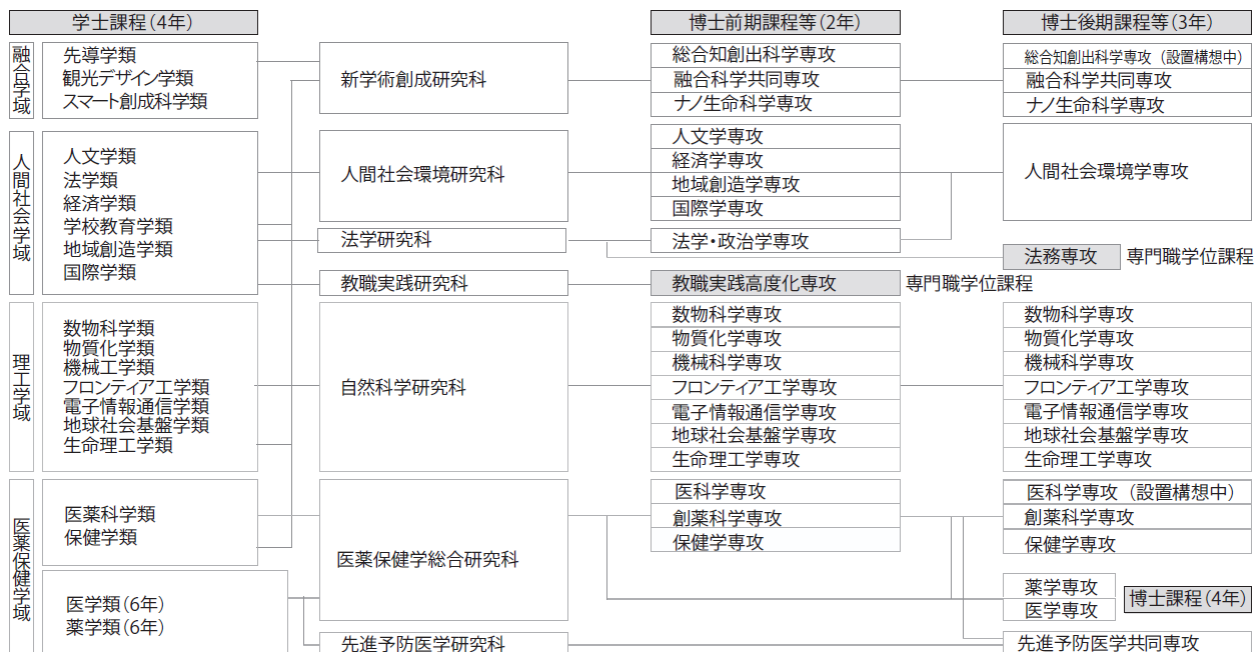 学士課程(4年)
博士前期課程等(2年)
博士後期課程等(3年)
融合学域
先導学類
観光デザイン学類
スマート創成科学類
新学術創成研究科
総合知創出科学専攻
融合科学共同専攻
ナノ生命科学専攻
総合知創出科学専攻(設置構想中)
融合科学共同専攻
ナノ生命科学専攻
人間社会学域
人文学類
法学類
経済学類
学校教育学類
地域創造学類
国際学類
人間社会環境研究科
人文学専攻
経済学専攻
地域創造学専攻
国際学専攻
人間社会環境学専攻
法学研究科
法学・政治学専攻
法務専攻 専門職学位課程
教職実践研究科
教職実践高度化専攻 専門職学位課程
理工学域
数物科学類
物質化学類
機械工学類
フロンティア工学類
電子情報通信学類
地球社会基盤学類
生命理工学類
自然科学研究科
数物科学専攻
物質化学専攻
機械科学専攻
フロンティア工学専攻
電子情報通信学専攻
地球社会基盤学専攻
生命理工学専攻
数物科学専攻
物質化学専攻
機械科学専攻
フロンティア工学専攻
電子情報通信学専攻
地球社会基盤学専攻
生命理工学専攻
医薬保健学域
医薬科学類
保健学類
医学類(6年)
薬学類(6年)
医薬保健学総合研究科
医科学専攻
創薬科学専攻
保健学専攻
医科学専攻(設置構想中)
創薬科学専攻
保健学専攻
薬学専攻
医学専攻
博士課程(4年)
先進予防医学研究科
先進予防医学共同専攻